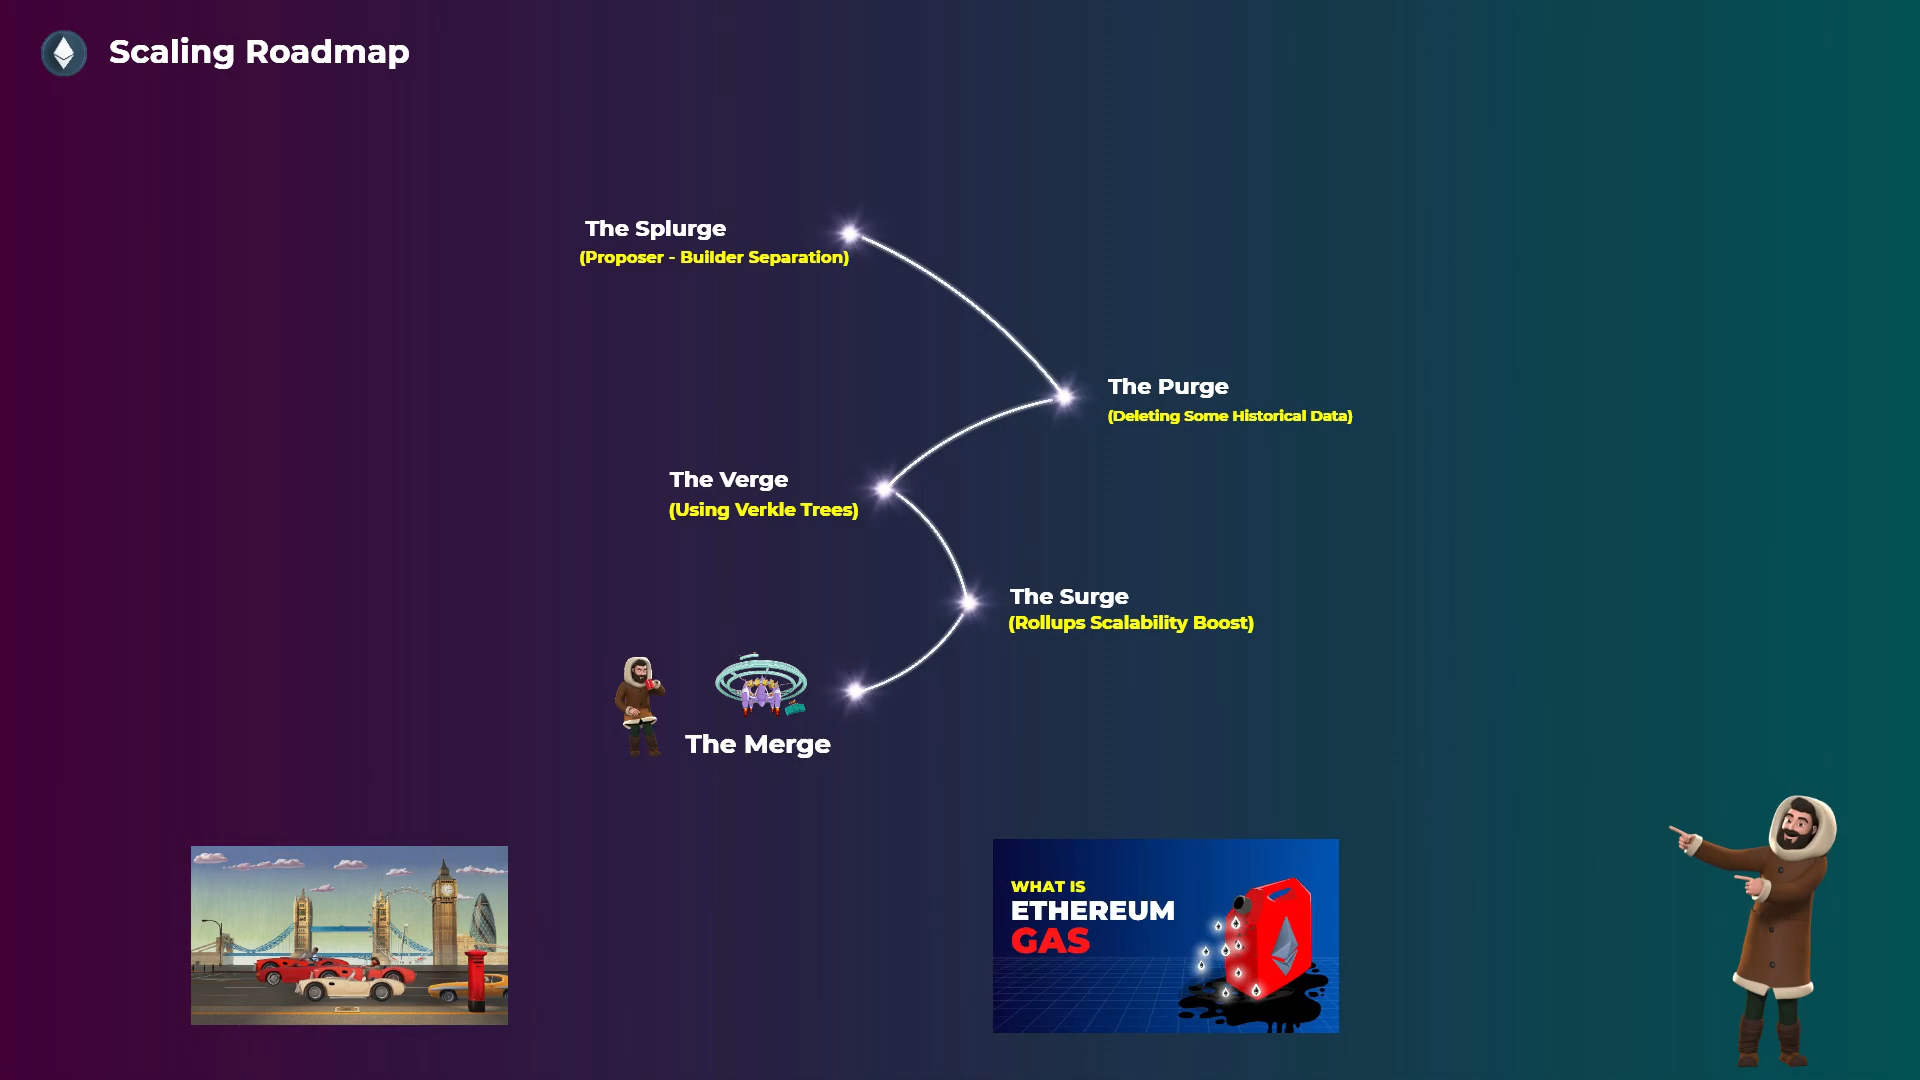 Scaling Roadmap
The Splurge
(Proposer - Builder Separation)
The Purge
(Deleting Some Historical Data)
The Verge
(Using Verkle Trees)
The Surge
(Rollups Scalability Boost)
The Merge
WHAT IS
ETHEREUM
GAS